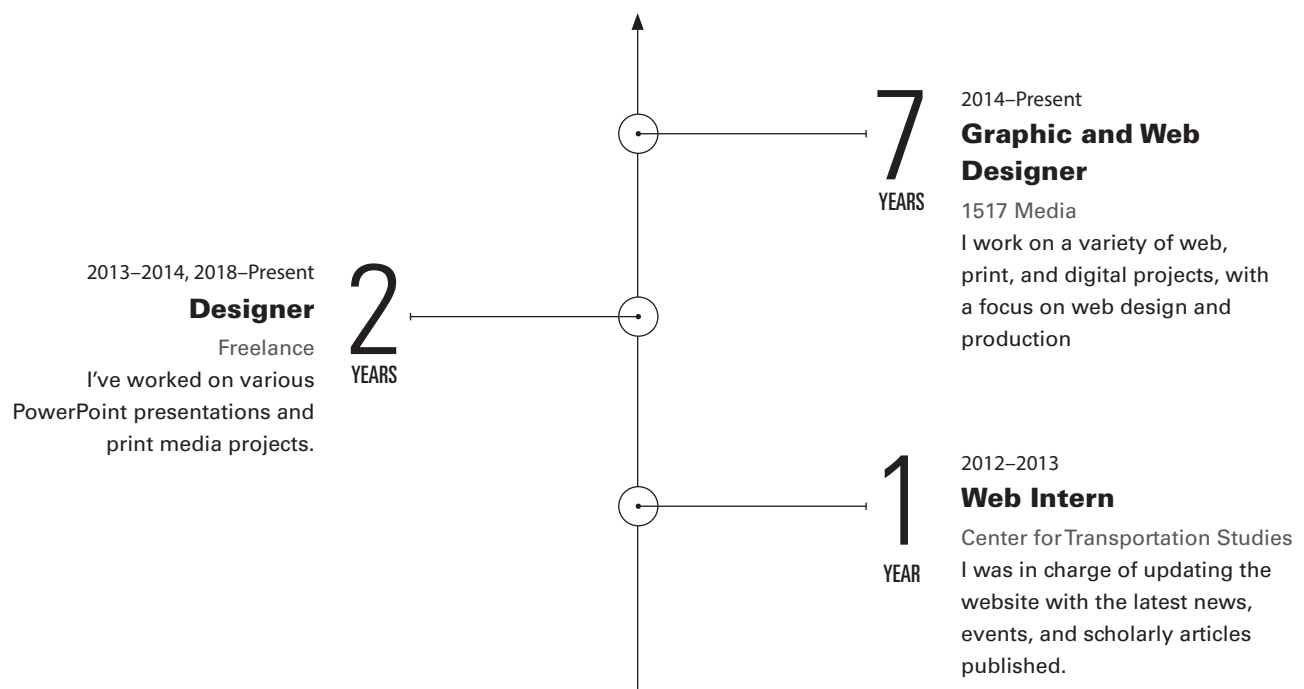 7
YEARS
2014–Present
Graphic and Web
Designer
1517 Media
I work on a variety of web,
print, and digital projects, with
a focus on web design and
production
2013–2014, 2018–Present
Designer
Freelance
I’ve worked on various
PowerPoint presentations and
print media projects.
2
YEARS
1
YEAR
2012–2013
Web Intern
Center for Transportation Studies
I was in charge of updating the
website with the latest news,
events, and scholarly articles
published.